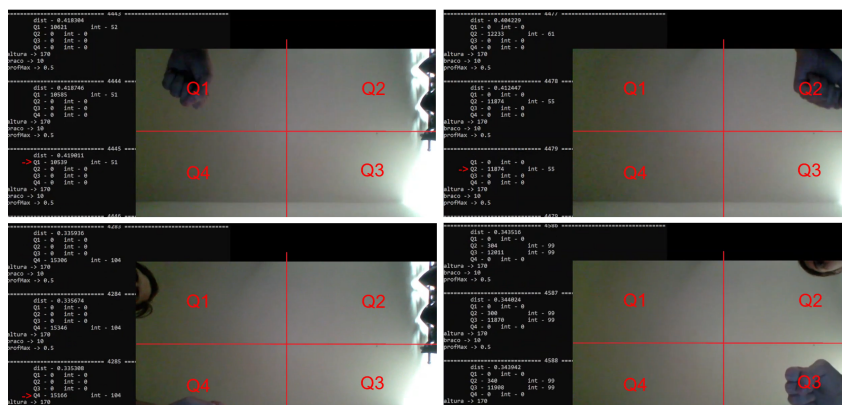 ======================== 4443 ====
dist - 0.418304
Q1 - 10621 int - 52
Q2 - 0 int - 0
Q3 - 0 int - 0
Q4 - 0 int - 0
altura -> 170
braco -> 10
profMax -> 0.5
======================== 4444 ====
dist - 0.418746
Q1 - 10585 int - 51
Q2 - 0 int - 0
Q3 - 0 int - 0
Q4 - 0 int - 0
altura -> 170
braco -> 10
profMax -> 0.5
======================== 4445 ====
dist - 0.419011
-> Q1 - 10539 int - 51
Q2 - 0 int - 0
Q3 - 0 int - 0
Q4 - 0 int - 0
altura -> 170
braco -> 10
profMax -> 0.5
Q1
Q2
Q4
Q3
======================== 4477 ====
dist - 0.404229
Q1 - 0 int - 0
Q2 - 12233 int - 61
Q3 - 0 int - 0
Q4 - 0 int - 0
altura -> 170
braco -> 10
profMax -> 0.5
======================== 4478 ====
dist - 0.412447
Q1 - 0 int - 0
Q2 - 11874 int - 55
Q3 - 0 int - 0
Q4 - 0 int - 0
altura -> 170
braco -> 10
profMax -> 0.5
======================== 4479 ====
Q1 - 0 int - 0
-> Q2 - 11874 int - 55
Q3 - 0 int - 0
Q4 - 0 int - 0
altura -> 170
braco -> 10
profMax -> 0.5
======================== 4479
Q1
Q2
Q4
Q3
======================== 4283 ====
dist - 0.335936
Q1 - 0 int - 0
Q2 - 0 int - 0
Q3 - 0 int - 0
Q4 - 15306 int - 104
altura -> 170
braco -> 10
profMax -> 0.5
======================== 4284 ====
dist - 0.335674
Q1 - 0 int - 0
Q2 - 0 int - 0
Q3 - 0 int - 0
Q4 - 15346 int - 104
altura -> 170
braco -> 10
profMax -> 0.5
======================== 4285 ====
dist - 0.335308
Q1 - 0 int - 0
Q2 - 0 int - 0
Q3 - 0 int - 0
-> Q4 - 15166 int - 104
altura -> 170
Q1
Q2
Q4
Q3
dist - 0.343516
Q1 - 0 int - 0
Q2 - 304 int - 99
Q3 - 12011 int - 99
Q4 - 0 int - 0
altura -> 170
braco -> 10
profMax -> 0.5
======================== 4587 ====
dist - 0.344024
Q1 - 0 int - 0
Q2 - 300 int - 99
Q3 - 11870 int - 99
Q4 - 0 int - 0
altura -> 170
braco -> 10
profMax -> 0.5
======================== 4588 ====
dist - 0.343942
Q1 - 0 int - 0
Q2 - 340 int - 99
Q3 - 11980 int - 99
Q4 - 0 int - 0
altura -> 170
Q1
Q2
Q4
Q3